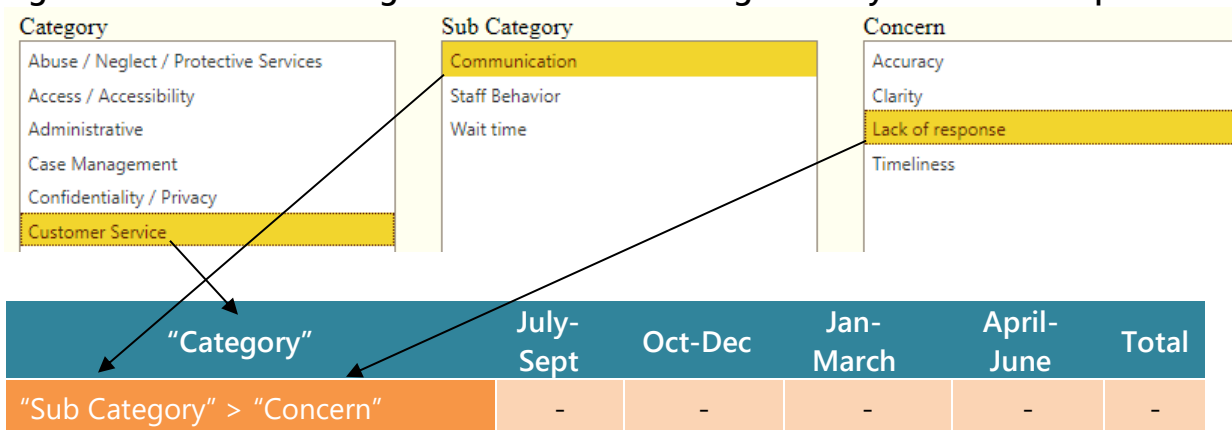 Category
Abuse / Neglect / Protective Services
Access / Accessibility
Administrative
Case Management
Confidentiality / Privacy
Customer Service
Sub Category
Communication
Staff Behavior
Wait time
Concern
Accuracy
Clarity
Lack of response
Timeliness
“Category”
July-
Sept
Oct-Dec
Jan-
March
April-
June
Total
“Sub Category” > “Concern”
-
-
-
-
-